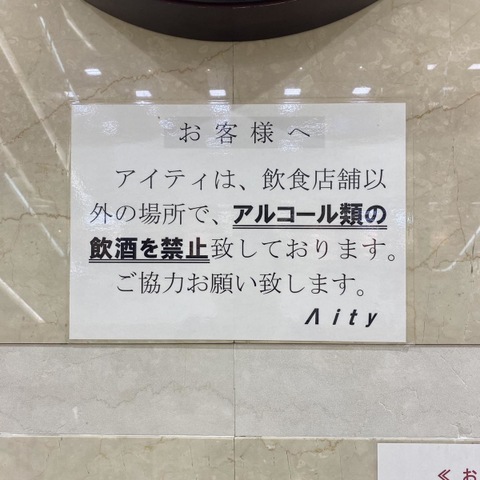 お客様へ
アイティは、飲食店舗以
外の場所で、アルコール類の
飲酒を禁止致しております。
ご協力お願い致します。
Aity
≪ お